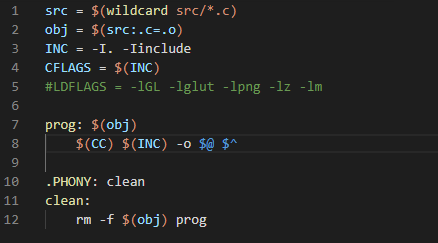 1 src = $(wildcard src/*.c)
2 obj = $(src:.c=.o)
3 INC = -I. -Iinclude
4 CFLAGS = $(INC)
5 #LDFLAGS = -lGL -lglut -lpng -lz -lm
6
7 prog: $(obj)
8     $(CC) $(INC) -o $@ $^
9
10 .PHONY: clean
11 clean:
12     rm -f $(obj) prog